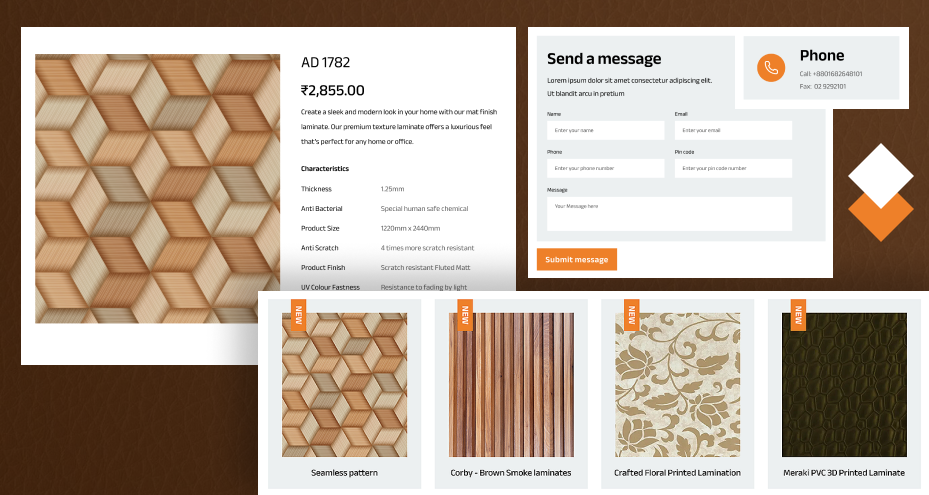 AD 1782
₹2,855.00
Create a sleek and modern look in your home with our mat finish
laminate. Our premium texture laminate offers a luxurious feel
that's perfect for any home or office.
Characteristics
Thickness 1.25mm
Anti Bacterial Special human safe chemical
Product Size 1220mm x 2440mm
Anti Scratch 4 times more scratch resistant
Product Finish Scratch resistant Fluted Matt
UV Colour Fastness Resistance to fading by light
Send a message
Lorem ipsum dolor sit amet consectetur adipiscing elit.
Ut blandit arcu in pretium
Name Email
Enter your name Enter your email
Phone Pin code
Enter your phone number Enter your pin code number
Message
Your Message here
Submit message
Phone
Call: +8801682648101
Fax: 02 9292101
NEW
Seamless pattern
NEW
Corby - Brown Smoke laminates
NEW
Crafted Floral Printed Lamination
NEW
Meraki PVC 3D Printed Laminate